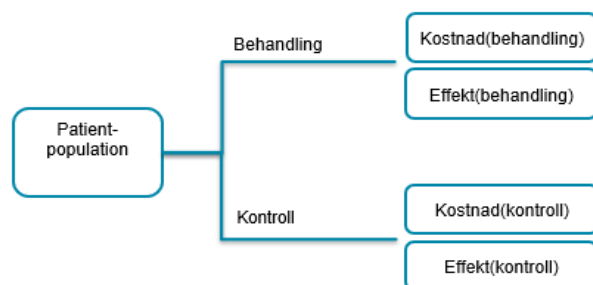 Behandling
Kostnad(behandling)
Effekt(behandling)
Patient-
population
Kontroll
Kostnad(kontroll)
Effekt(kontroll)